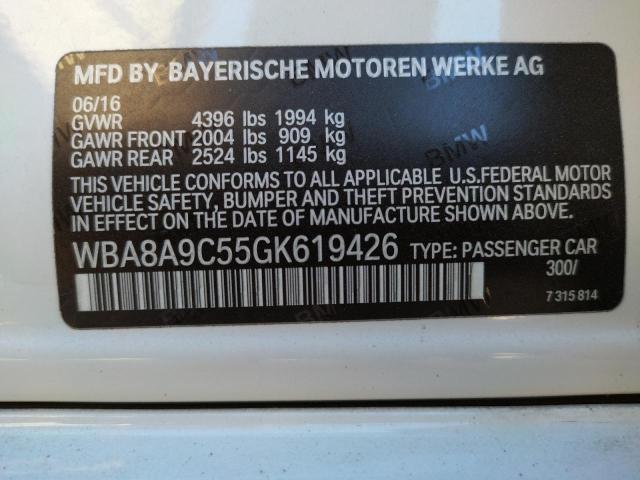 MFD BY BAYERISCHE MOTOREN WERKE AG
06/16
GVWR 4396 lbs 1994 kg
GAWR FRONT 2004 lbs 909 kg
GAWR REAR 2524 lbs 1145 kg
THIS VEHICLE CONFORMS TO ALL APPLICABLE U.S.FEDERAL MOTOR
VEHICLE SAFETY, BUMPER AND THEFT PREVENTION STANDARDS
IN EFFECT ON THE DATE OF MANUFACTURE SHOWN ABOVE.
WBA8A9C55GK619426 TYPE: PASSENGER CAR
300/
7 315 814